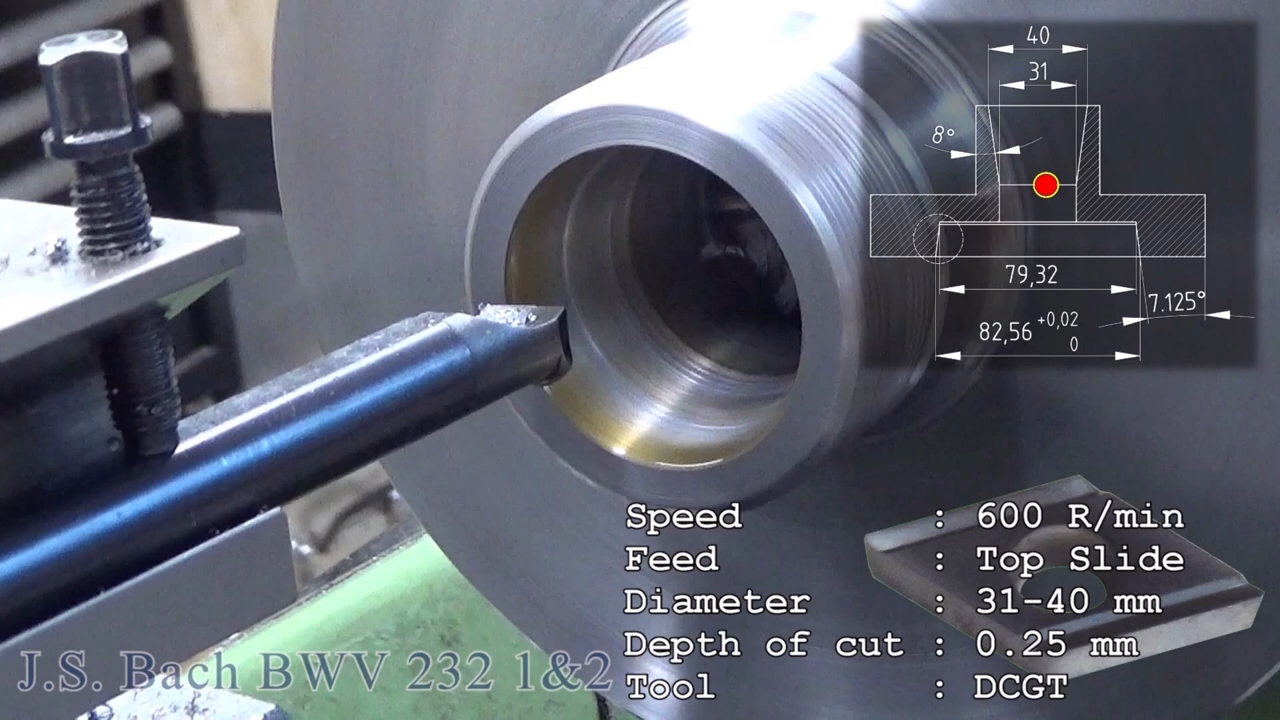 40
31
8°
79,32
7.125°
82,56 +0,02
0
Speed : 600 R/min
Feed : Top Slide
Diameter : 31-40 mm
Depth of cut : 0.25 mm
Tool : DCGT
J.S. Bach BWV 232 1&2